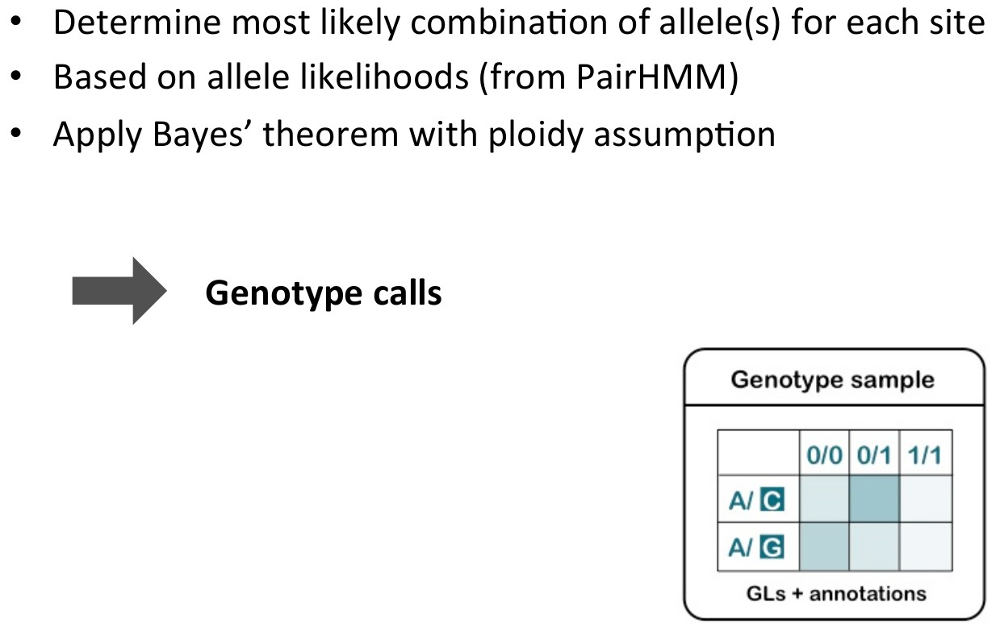 • Determine most likely combination of allele(s) for each site
• Based on allele likelihoods (from PairHMM)
• Apply Bayes’ theorem with ploidy assumption
Genotype calls
Genotype sample
0/0 0/1 1/1
A/ C
A/ G
GLs + annotations